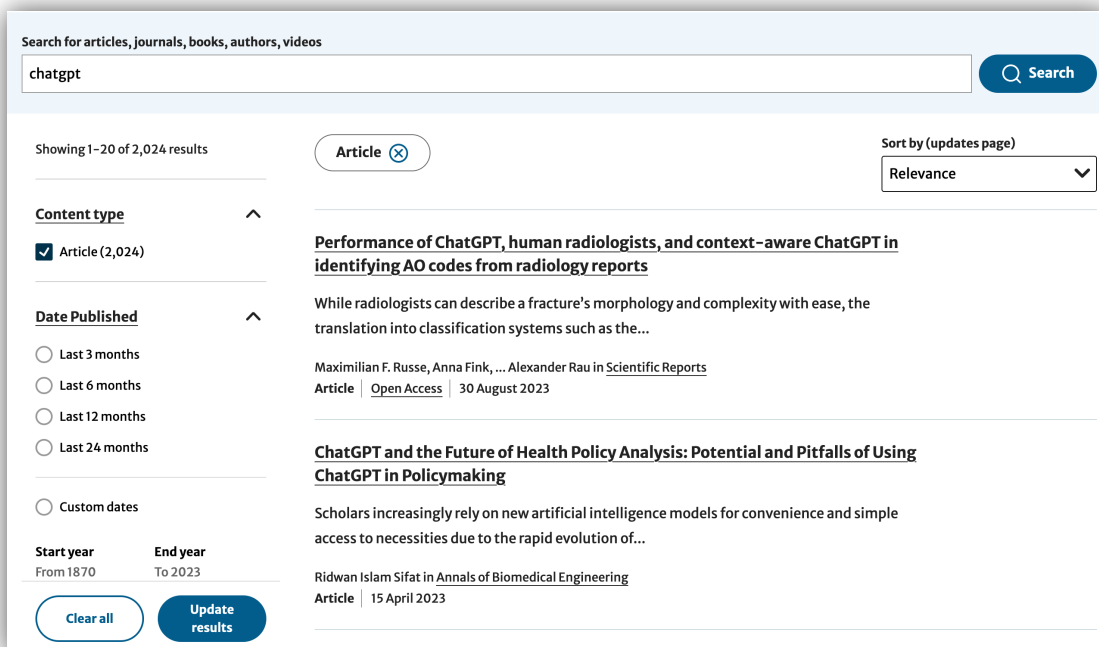 Search for articles, journals, books, authors, videos
chatgpt
Search
Showing 1-20 of 2,024 results
Content type
Article (2,024)
Date Published
Last 3 months
Last 6 months
Last 12 months
Last 24 months
Custom dates
Start year End year
From 1870 To 2023
Clear all
Update
results
Article
Sort by (updates page)
Relevance
Performance of ChatGPT, human radiologists, and context-aware ChatGPT in
identifying AO codes from radiology reports
While radiologists can describe a fracture’s morphology and complexity with ease, the
translation into classification systems such as the...
Maximilian F. Russe, Anna Fink, ... Alexander Rau in Scientific Reports
Article | Open Access | 30 August 2023
ChatGPT and the Future of Health Policy Analysis: Potential and Pitfalls of Using
ChatGPT in Policymaking
Scholars increasingly rely on new artificial intelligence models for convenience and simple
access to necessities due to the rapid evolution of...
Ridwan Islam Sifat in Annals of Biomedical Engineering
Article | 15 April 2023